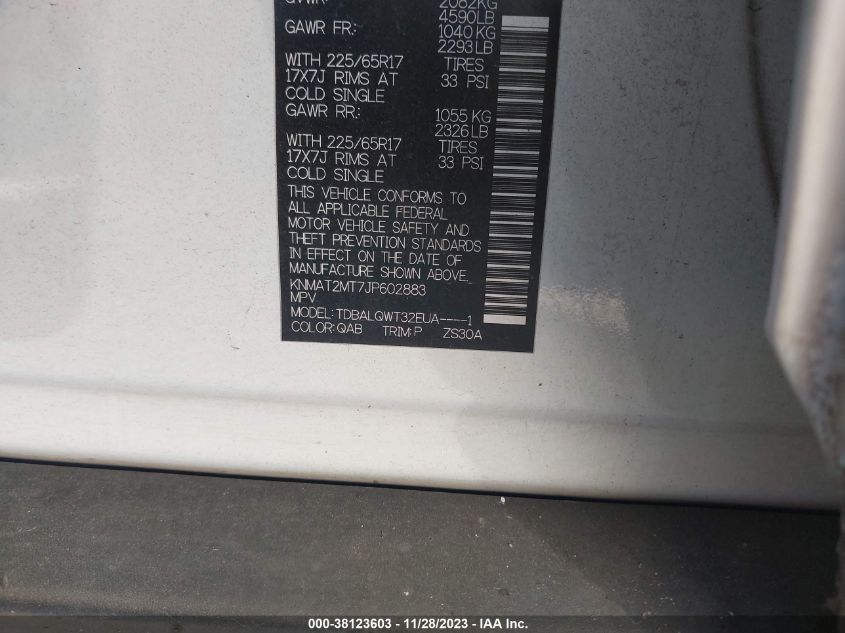 GVWR: 2082KG
4590LB
GAWR FR.: 1040 KG
2293 LB
WITH 225/65R17 TIRES
17X7J RIMS AT 33 PSI
COLD SINGLE
GAWR RR.: 1055 KG
2326 LB
WITH 225/65R17 TIRES
17X7J RIMS AT 33 PSI
COLD SINGLE
THIS VEHICLE CONFORMS TO
ALL APPLICABLE FEDERAL
MOTOR VEHICLE SAFETY AND
THEFT PREVENTION STANDARDS
IN EFFECT ON THE DATE OF
MANUFACTURE SHOWN ABOVE.
KNMAT2MT7JP602883
MPV
MODEL: TDBALQWT32EUA----1
COLOR: QAB TRIM: P ZS30A
000-38123603 - 11/28/2023 - IAA Inc.